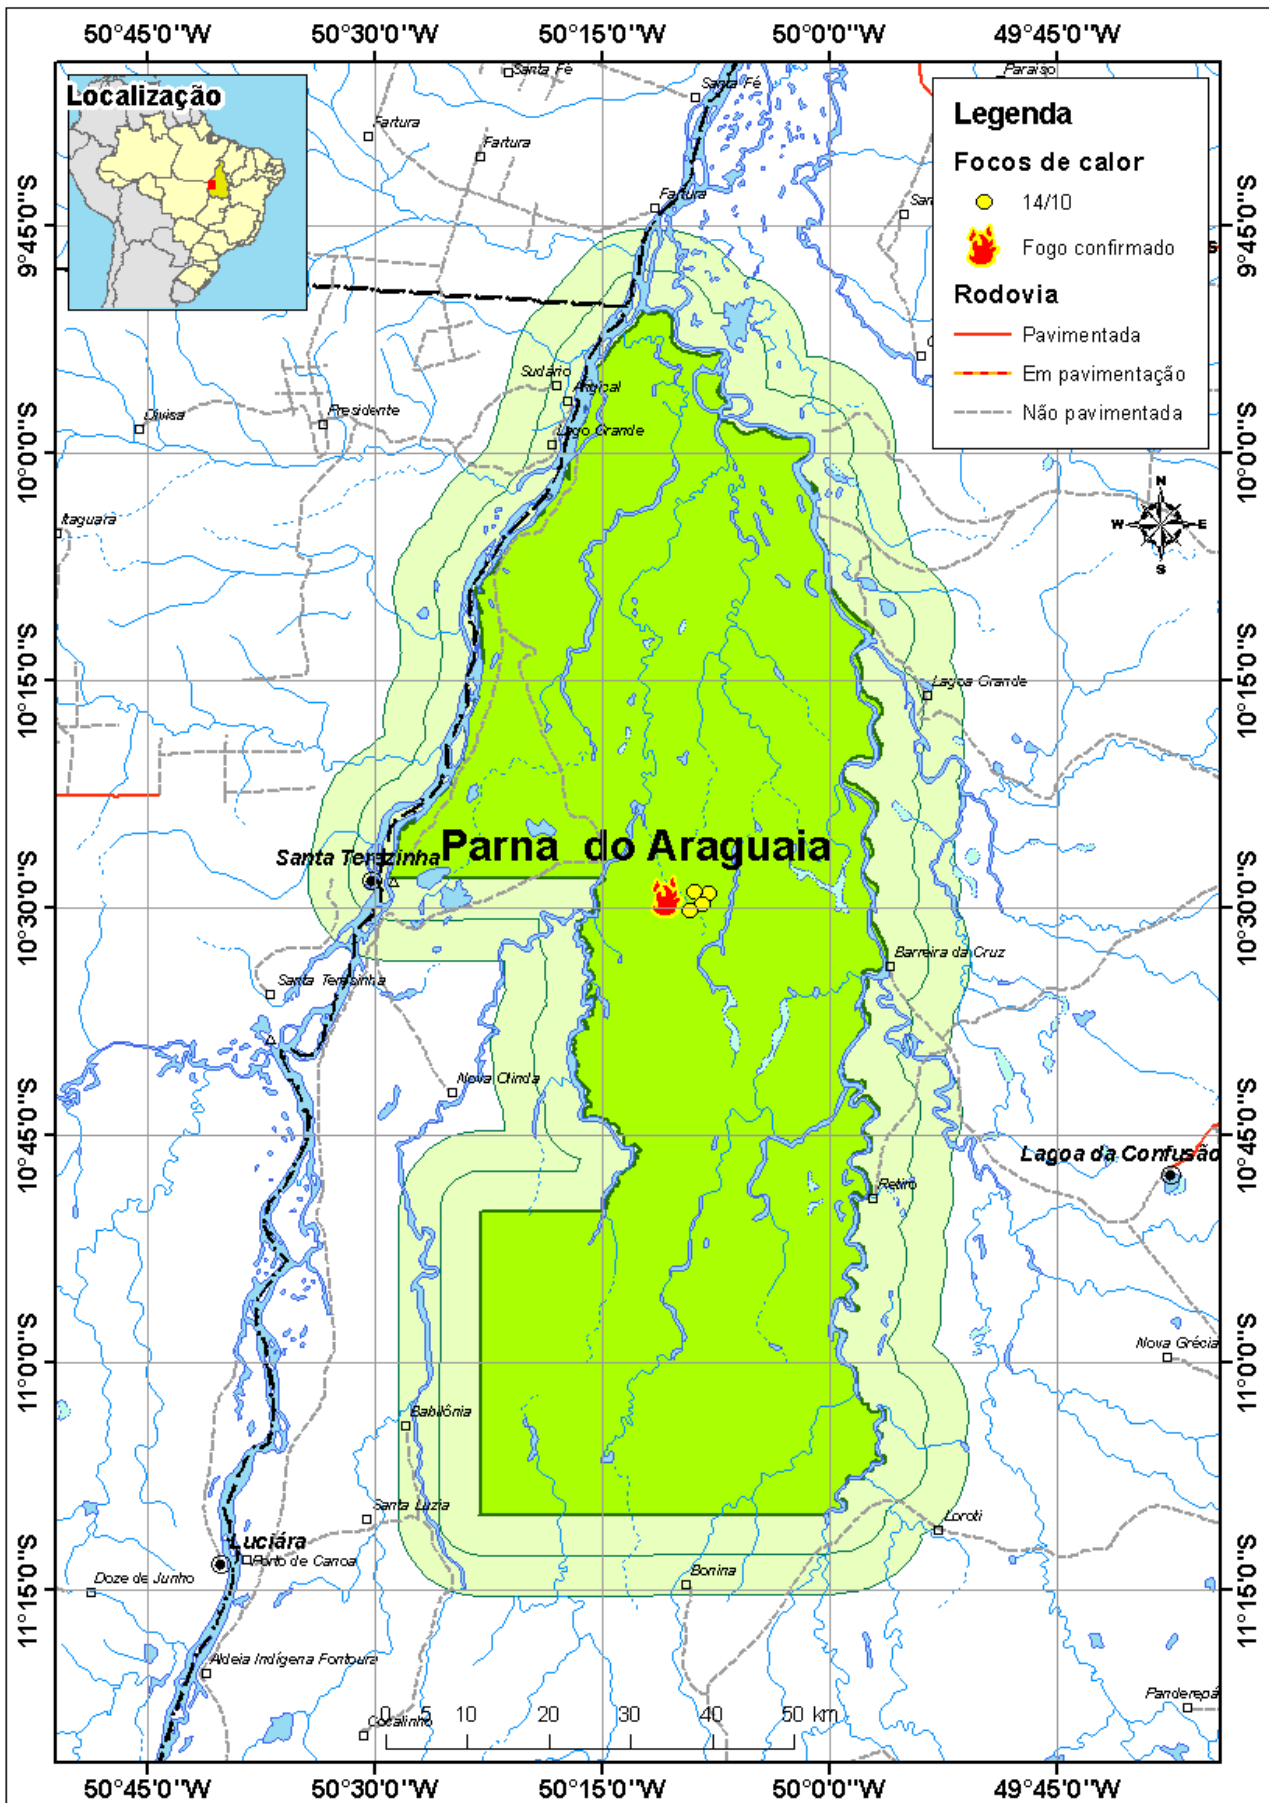 50°45'0"W 50°30'0"W 50°15'0"W 50°00'0"W 49°45'0"W
Localização
Santa Fé
Santa Fé
Paraiso
Fartura
Fartura
Fartura
Legenda
Focos de calor
14/10
Fogo confirmado
Rodovia
Pavimentada
Em pavimentação
Não pavimentada
9°45'0"S
9°45'0"S
Sudário
Angical
Lago Grande
Divisa
Presidente
10°0'0"S
10°0'0"S
Itaguara
N
W
E
S
10°15'0"S
10°15'0"S
Lagoa Grande
Parna do Araguaia
Santa Terezinha
10°30'0"S
10°30'0"S
Barreira da Cruz
Santa Teresinha
Nova Olinda
10°45'0"S
10°45'0"S
Lagoa da Confusão
Retiro
11°0'0"S
11°0'0"S
Nova Grécia
Babilônia
Santa Luzia
Loroti
Luciára
Porto de Canoa
Doze de Junho
Bonina
11°15'0"S
11°15'0"S
Aldeia Indígena Fontoura
Panderepá
Cocalinho
0 5 10 20 30 40 50 km
50°45'0"W 50°30'0"W 50°15'0"W 50°00'0"W 49°45'0"W